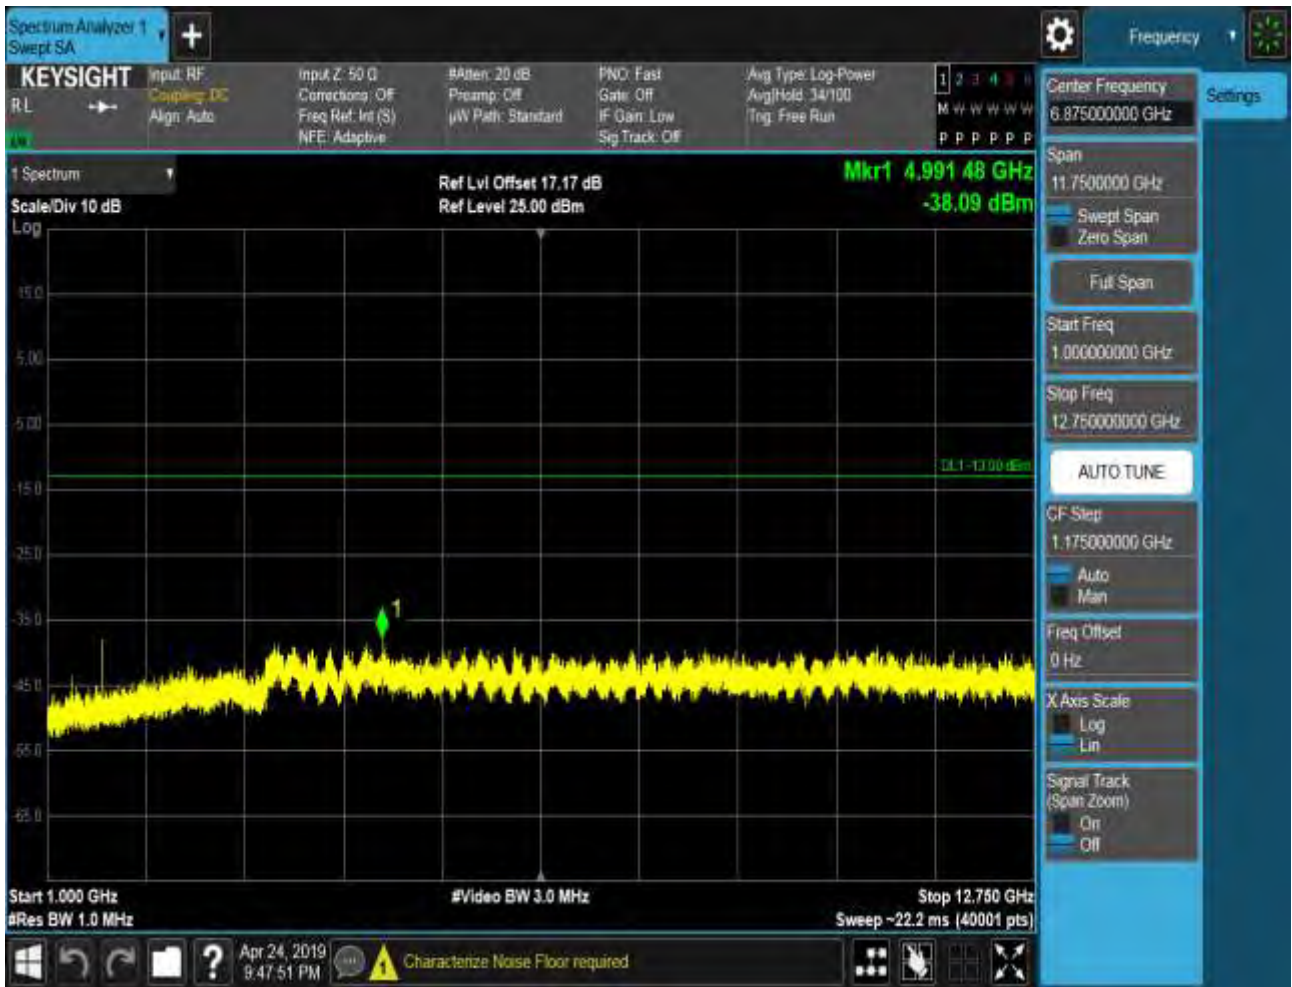 Spectrum Analyzer 1
Swept SA
Frequency
KEYSIGHT
RL
Input: RF
Coupling: DC
Align: Auto
Input Z: 50 Ω
Corrections: Off
Freq Ref: Int (S)
NFE: Adaptive
#Atten: 20 dB
Preamp: Off
µW Path: Standard
PNO: Fast
Gate: Off
IF Gain: Low
Sig Track: Off
Avg Type: Log-Power
Avg|Hold: 34/100
Trig: Free Run
1 2 3 4 5 6
M W W W W W
P P P P P P
1 Spectrum
Scale/Div 10 dB
Log
Ref Lvl Offset 17.17 dB
Ref Level 25.00 dBm
Mkr1 4.991 48 GHz
-38.09 dBm
15.0
5.00
-5.00
-15.0
-25.0
-35.0
-45.0
-55.0
-65.0
DL1 -13.00 dBm
1
Start 1.000 GHz
#Res BW 1.0 MHz
#Video BW 3.0 MHz
Stop 12.750 GHz
Sweep ~22.2 ms (40001 pts)
Center Frequency
6.875000000 GHz
Settings
Span
11.7500000 GHz
Swept Span
Zero Span
Full Span
Start Freq
1.000000000 GHz
Stop Freq
12.750000000 GHz
AUTO TUNE
CF Step
1.175000000 GHz
Auto
Man
Freq Offset
0 Hz
X Axis Scale
Log
Lin
Signal Track
(Span Zoom)
On
Off
?
Apr 24, 2019
9:47:51 PM
1
Characterize Noise Floor required